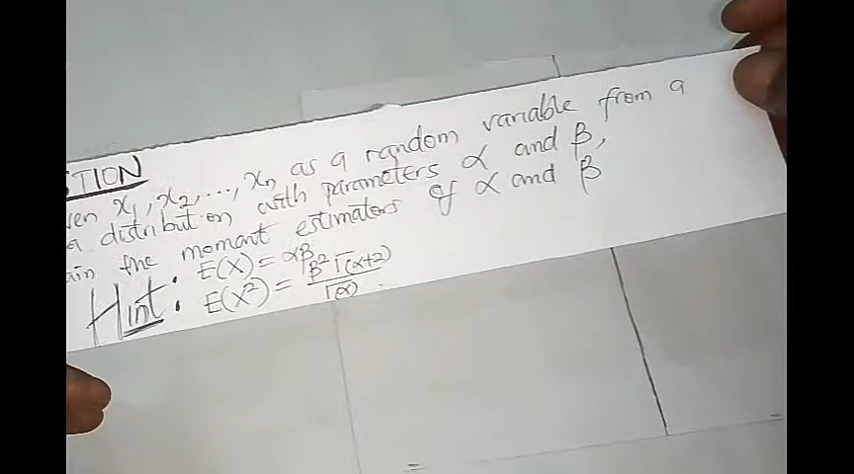 STION
ven x₁, x₂, ..., xₙ as a random variable from a
a distribution with parameters α and β,
ain the moment estimators of α and β
Hint: E(X) = αβ
E(X²) = β² Γ(α+2) / Γ(α)